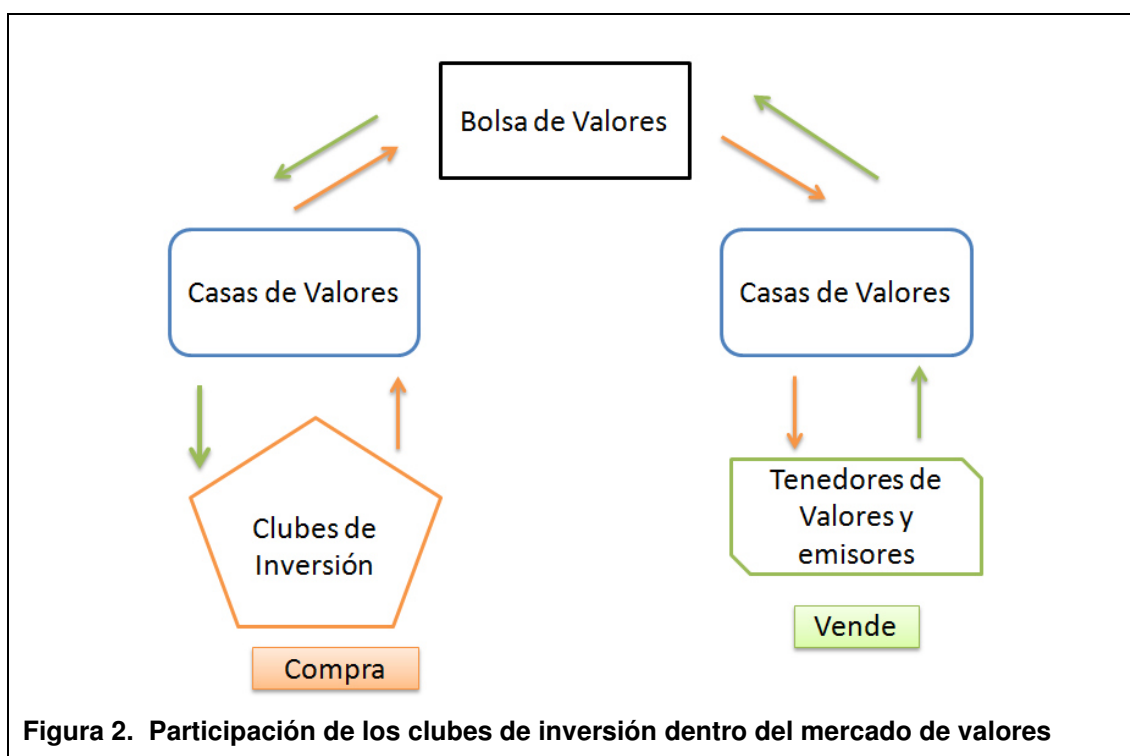 Bolsa de Valores
Casas de Valores
Casas de Valores
Clubes de
Inversión
Tenedores de
Valores y
emisores
Compra
Vende
Figura 2. Participación de los clubes de inversión dentro del mercado de valores